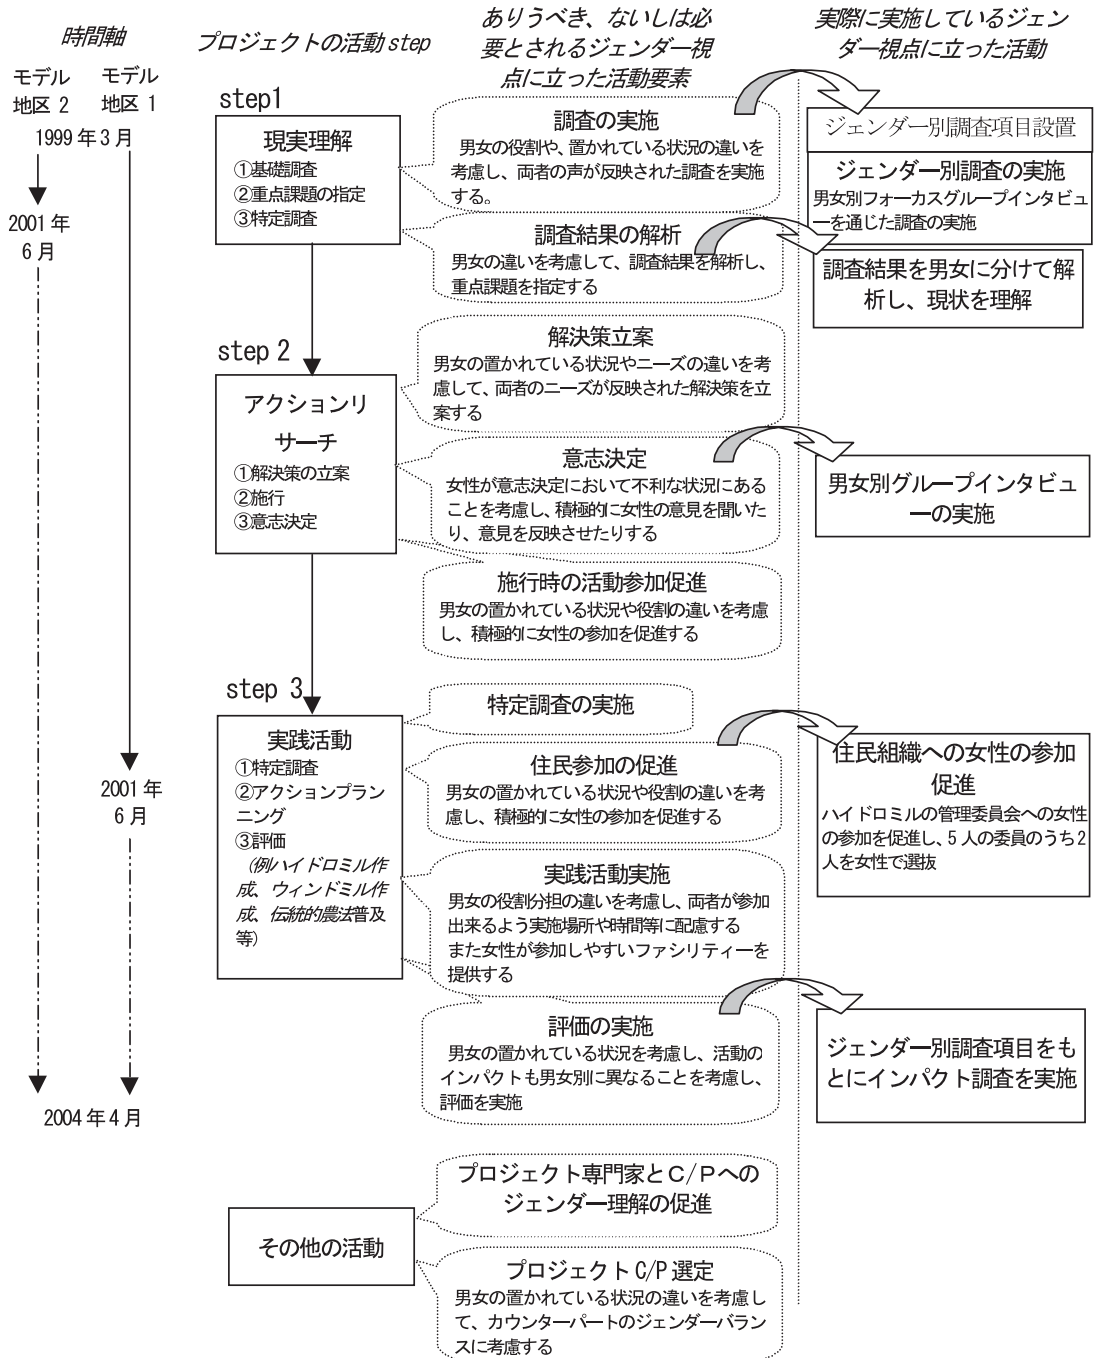 時間軸
プロジェクトの活動 step
ありうべき、ないしは必
要とされるジェンダー視
点に立った活動要素
実際に実施しているジェン
ダー視点に立った活動
モデル
地区 2
モデル
地区 1
1999 年 3 月
2001 年
6 月
2001 年
6 月
2004 年 4 月
step1
現実理解
①基礎調査
②重点課題の指定
③特定調査
調査の実施
男女の役割や、置かれている状況の違いを
考慮し、両者の声が反映された調査を実施
する。
調査結果の解析
男女の違いを考慮して、調査結果を解析し、
重点課題を指定する
ジェンダー別調査項目設置
ジェンダー別調査の実施
男女別フォーカスグループインタビュ
ーを通じた調査の実施
調査結果を男女に分けて解
析し、現状を理解
step 2
アクションリ
サーチ
①解決策の立案
②施行
③意志決定
解決策立案
男女の置かれている状況やニーズの違いを考
慮して、両者のニーズが反映された解決策を立
案する
意志決定
女性が意志決定において不利な状況にある
ことを考慮し、積極的に女性の意見を聞いた
り、意見を反映させたりする
施行時の活動参加促進
男女の置かれている状況や役割の違いを考慮
し、積極的に女性の参加を促進する
男女別グループインタビュ
ーの実施
step 3
実践活動
①特定調査
②アクションプラン
ニング
③評価
（例ハイドロミル作
成、ウィンドミル作
成、伝統的農法普及
等）
特定調査の実施
住民参加の促進
男女の置かれている状況や役割の違いを考
慮し、積極的に女性の参加を促進する
実践活動実施
男女の役割分担の違いを考慮し、両者が参加
出来るよう実施場所や時間等に配慮する
また女性が参加しやすいファシリティーを
提供する
評価の実施
男女の置かれている状況を考慮し、活動の
インパクトも男女別に異なることを考慮し、
評価を実施
住民組織への女性の参加
促進
ハイドロミルの管理委員会への女性
の参加を促進し、5 人の委員のうち2
人を女性で選抜
ジェンダー別調査項目をも
とにインパクト調査を実施
その他の活動
プロジェクト専門家とＣ/Ｐへの
ジェンダー理解の促進
プロジェクト C/P 選定
男女の置かれている状況の違いを考慮し
て、カウンターパートのジェンダーバラン
スに考慮する